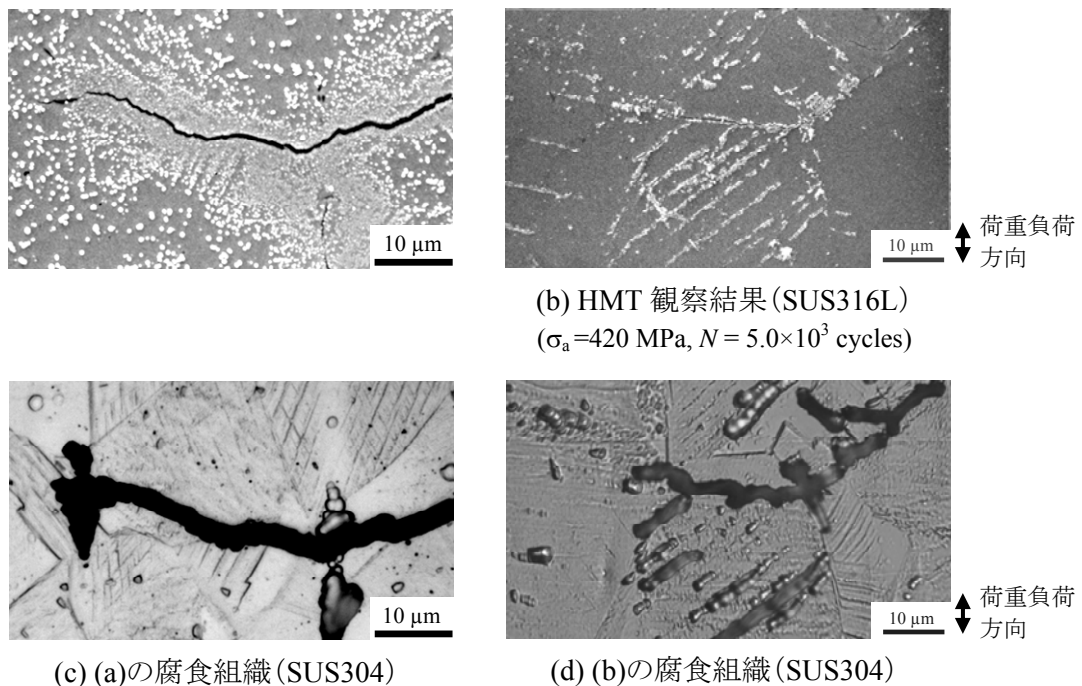 10 µm
10 µm
荷重負荷
方向
(b) HMT 観察結果(SUS316L)
(σa =420 MPa, N = 5.0×10³ cycles)
10 µm
10 µm
荷重負荷
方向
(c) (a)の腐食組織(SUS304)
(d) (b)の腐食組織(SUS304)